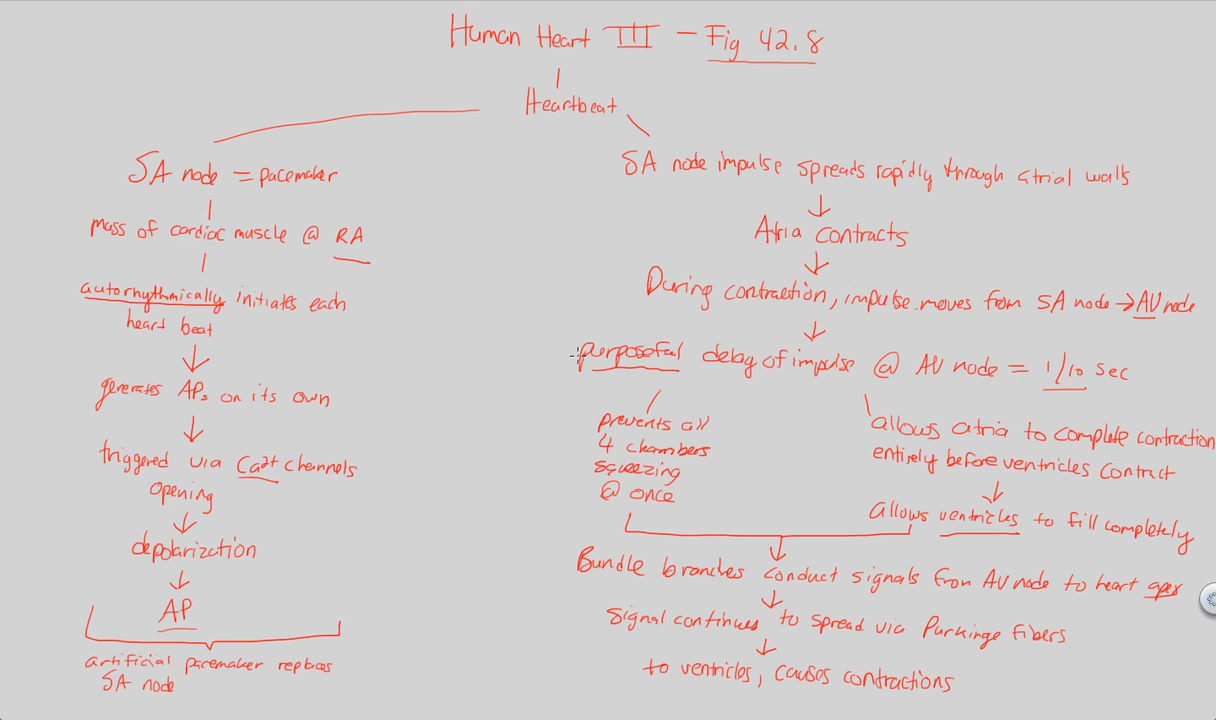 Human Heart III - Fig 42.8
Heartbeat
SA node = pacemaker
mass of cardiac muscle @ RA
autorhythmically initiates each
heart beat
generates APs on its own
triggered via Ca2+ channels
opening
depolarization
AP
artificial pacemaker replaces
SA node
SA node impulse spreads rapidly through atrial walls
Atria contracts
During contraction, impulse moves from SA node → AV node
purposeful delay of impulse @ AV node = 1/10 sec
prevents all
4 chambers
squeezing
@ once
allows atria to complete contraction
entirely before ventricles contract
allows ventricles to fill completely
Bundle branches conduct signals from AV node to heart apex
signal continues to spread via Purkinge fibers
to ventricles, causes contractions